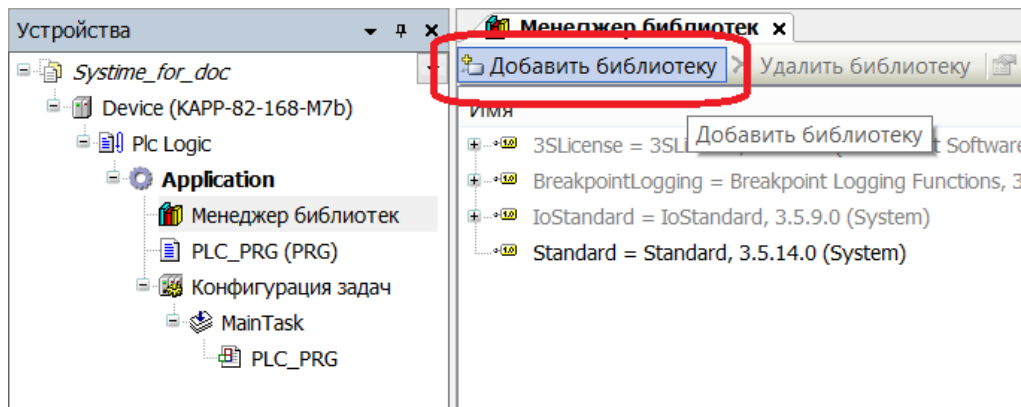 Устройства
Systime_for_doc
Device (KAPP-82-168-M7b)
Plc Logic
Application
Менеджер библиотек
PLC_PRG (PRG)
Конфигурация задач
MainTask
PLC_PRG
Менеджер библиотек
Добавить библиотеку
Удалить библиотеку
Имя
3SLicense = 3SLi
Software
Добавить библиотеку
BreakpointLogging = Breakpoint Logging Functions, 3
IoStandard = IoStandard, 3.5.9.0 (System)
Standard = Standard, 3.5.14.0 (System)